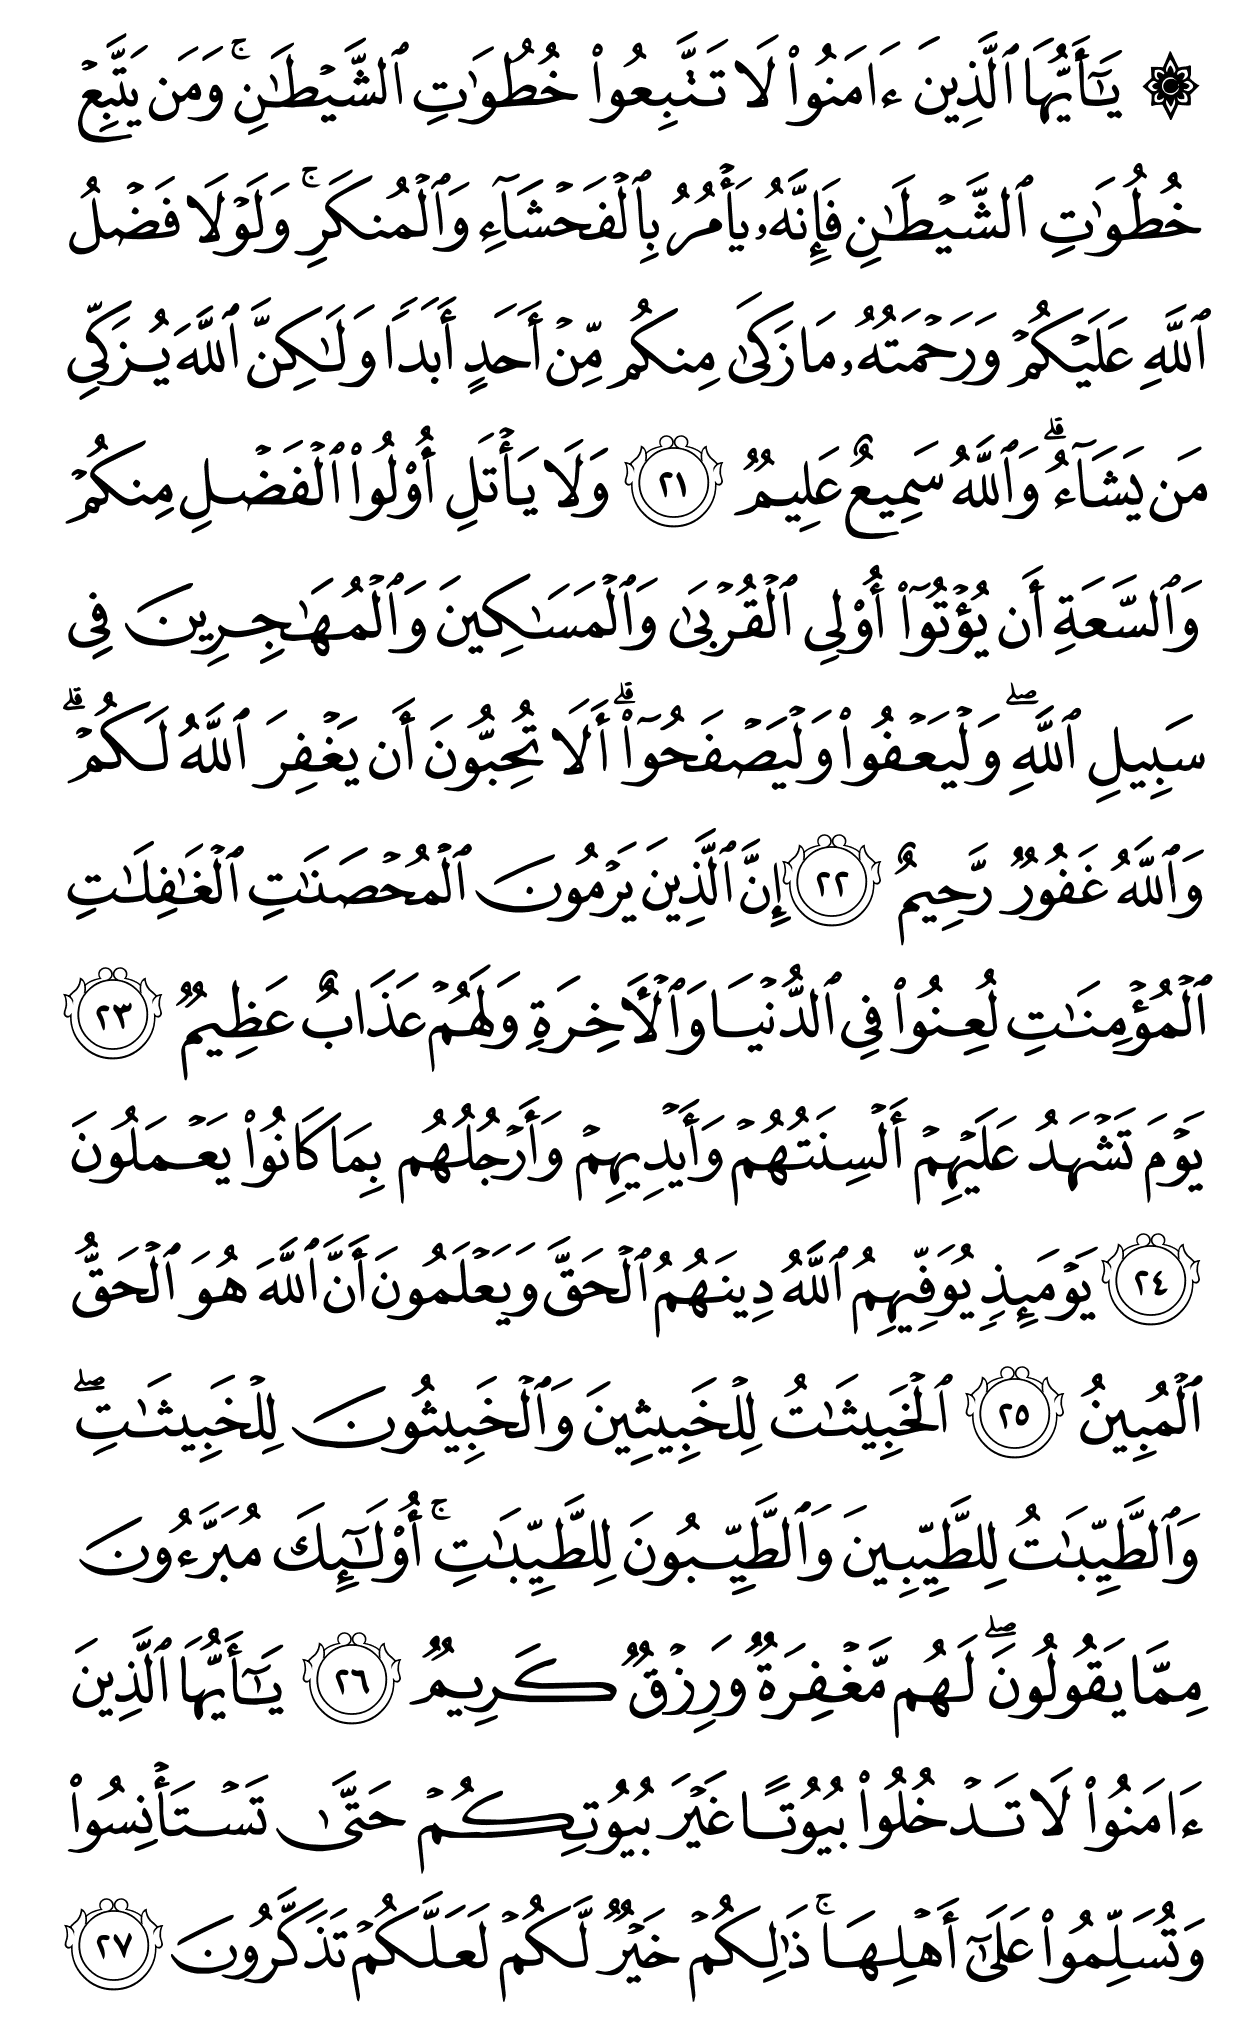 ۞ يَٰٓأَيُّهَا ٱلَّذِينَ ءَامَنُوا۟ لَا تَتَّبِعُوا۟ خُطُوَٰتِ ٱلشَّيْطَٰنِ ۚ وَمَن يَتَّبِعْ
خُطُوَٰتِ ٱلشَّيْطَٰنِ فَإِنَّهُۥ يَأْمُرُ بِٱلْفَحْشَآءِ وَٱلْمُنكَرِ ۚ وَلَوْلَا فَضْلُ
ٱللَّهِ عَلَيْكُمْ وَرَحْمَتُهُۥ مَا زَكَىٰ مِنكُم مِّنْ أَحَدٍ أَبَدًا وَلَٰكِنَّ ٱللَّهَ يُزَكِّى
مَن يَشَآءُ ۗ وَٱللَّهُ سَمِيعٌ عَلِيمٌ ٢١ وَلَا يَأْتَلِ أُو۟لُوا۟ ٱلْفَضْلِ مِنكُمْ
وَٱلسَّعَةِ أَن يُؤْتُوٓا۟ أُو۟لِى ٱلْقُرْبَىٰ وَٱلْمَسَٰكِينَ وَٱلْمُهَٰجِرِينَ فِى
سَبِيلِ ٱللَّهِ ۖ وَلْيَعْفُوا۟ وَلْيَصْفَحُوٓا۟ ۗ أَلَا تُحِبُّونَ أَن يَغْفِرَ ٱللَّهُ لَكُمْ ۗ
وَٱللَّهُ غَفُورٌ رَّحِيمٌ ٢٢ إِنَّ ٱلَّذِينَ يَرْمُونَ ٱلْمُحْصَنَٰتِ ٱلْغَٰفِلَٰتِ
ٱلْمُؤْمِنَٰتِ لُعِنُوا۟ فِى ٱلدُّنْيَا وَٱلْءَاخِرَةِ وَلَهُمْ عَذَابٌ عَظِيمٌ ٢٣
يَوْمَ تَشْهَدُ عَلَيْهِمْ أَلْسِنَتُهُمْ وَأَيْدِيهِمْ وَأَرْجُلُهُم بِمَا كَانُوا۟ يَعْمَلُونَ
٢٤ يَوْمَئِذٍ يُوَفِّيهِمُ ٱللَّهُ دِينَهُمُ ٱلْحَقَّ وَيَعْلَمُونَ أَنَّ ٱللَّهَ هُوَ ٱلْحَقُّ
ٱلْمُبِينُ ٢٥ ٱلْخَبِيثَٰتُ لِلْخَبِيثِينَ وَٱلْخَبِيثُونَ لِلْخَبِيثَٰتِ ۖ
وَٱلطَّيِّبَٰتُ لِلطَّيِّبِينَ وَٱلطَّيِّبُونَ لِلطَّيِّبَٰتِ ۚ أُو۟لَٰٓئِكَ مُبَرَّءُونَ
مِمَّا يَقُولُونَ ۖ لَهُم مَّغْفِرَةٌ وَرِزْقٌ كَرِيمٌ ٢٦ يَٰٓأَيُّهَا ٱلَّذِينَ
ءَامَنُوا۟ لَا تَدْخُلُوا۟ بُيُوتًا غَيْرَ بُيُوتِكُمْ حَتَّىٰ تَسْتَأْنِسُوا۟
وَتُسَلِّمُوا۟ عَلَىٰٓ أَهْلِهَا ۚ ذَٰلِكُمْ خَيْرٌ لَّكُمْ لَعَلَّكُمْ تَذَكَّرُونَ ٢٧